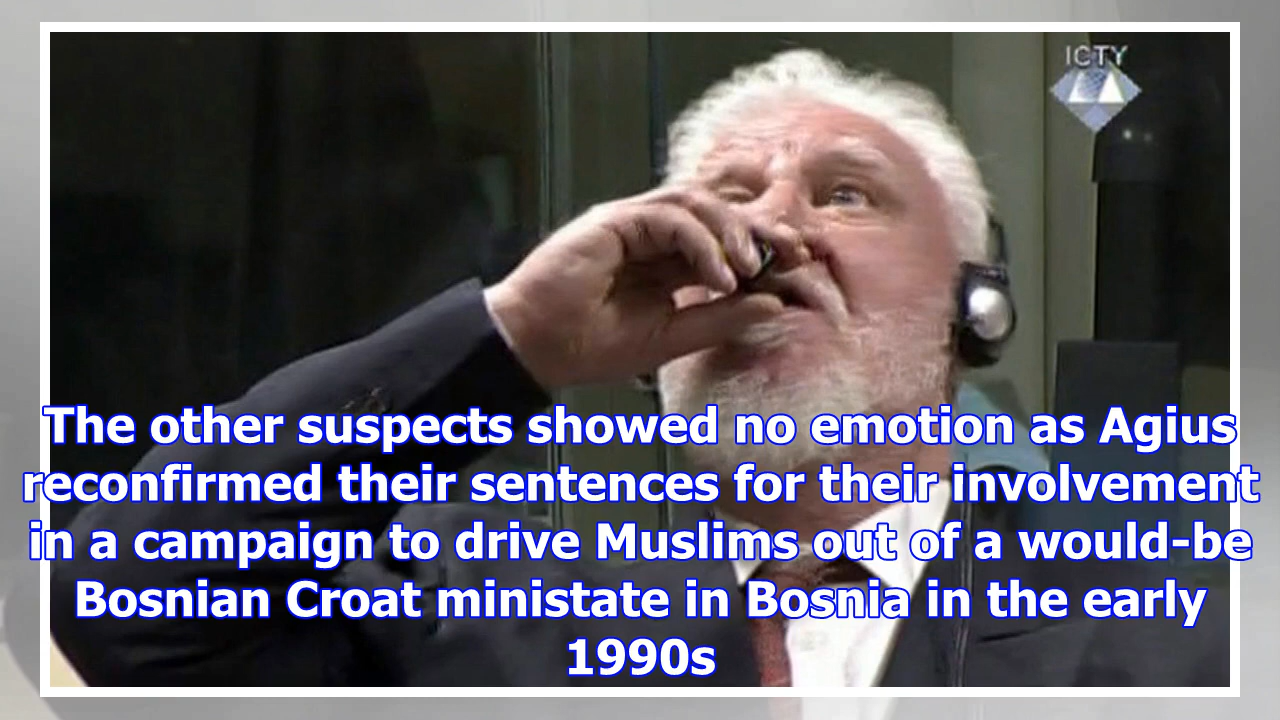 ICTY
The other suspects showed no emotion as Agius
reconfirmed their sentences for their involvement
in a campaign to drive Muslims out of a would-be
Bosnian Croat ministate in Bosnia in the early
1990s